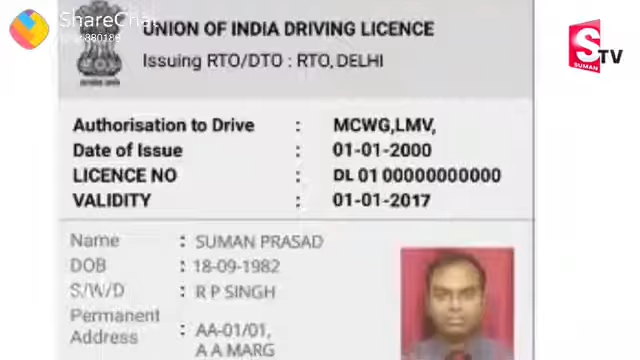 ShareChat
UNION OF INDIA DRIVING LICENCE
Issuing RTO/DTO : RTO, DELHI
SUMAN TV
Authorisation to Drive : MCWG,LMV,
Date of Issue : 01-01-2000
LICENCE NO : DL 01 00000000000
VALIDITY : 01-01-2017
Name : SUMAN PRASAD
DOB : 18-09-1982
S/W/D : R P SINGH
Permanent
Address : AA-01/01,
A A MARG